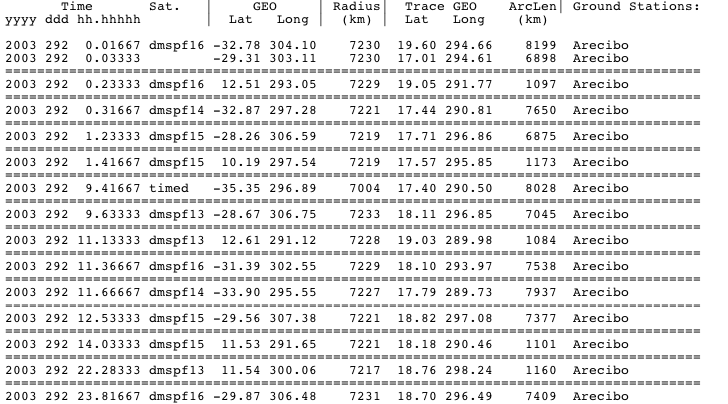 Time Sat. | GEO | Radius| Trace GEO ArcLen| Ground Stations:
yyyy ddd hh.hhhhh | Lat Long | (km) | Lat Long (km) |
2003 292 0.01667 dmspf16 -32.78 304.10 7230 19.60 294.66 8199 Arecibo
2003 292 0.03333 -29.31 303.11 7230 17.01 294.61 6898 Arecibo
2003 292 0.23333 dmspf16 12.51 293.05 7229 19.05 291.77 1097 Arecibo
2003 292 0.31667 dmspf14 -32.87 297.28 7221 17.44 290.81 7650 Arecibo
2003 292 1.23333 dmspf15 -28.26 306.59 7219 17.71 296.86 6875 Arecibo
2003 292 1.41667 dmspf15 10.19 297.54 7219 17.57 295.85 1173 Arecibo
2003 292 9.41667 timed -35.35 296.89 7004 17.40 290.50 8028 Arecibo
2003 292 9.63333 dmspf13 -28.67 306.75 7233 18.11 296.85 7045 Arecibo
2003 292 11.13333 dmspf13 12.61 291.12 7228 19.03 289.98 1084 Arecibo
2003 292 11.36667 dmspf16 -31.39 302.55 7229 18.10 293.97 7538 Arecibo
2003 292 11.66667 dmspf14 -33.90 295.55 7227 17.79 289.73 7937 Arecibo
2003 292 12.53333 dmspf15 -29.56 307.38 7221 18.82 297.08 7377 Arecibo
2003 292 14.03333 dmspf15 11.53 291.65 7221 18.18 290.46 1101 Arecibo
2003 292 22.28333 dmspf13 11.54 300.06 7217 18.76 298.24 1160 Arecibo
2003 292 23.81667 dmspf16 -29.87 306.48 7231 18.70 296.49 7409 Arecibo